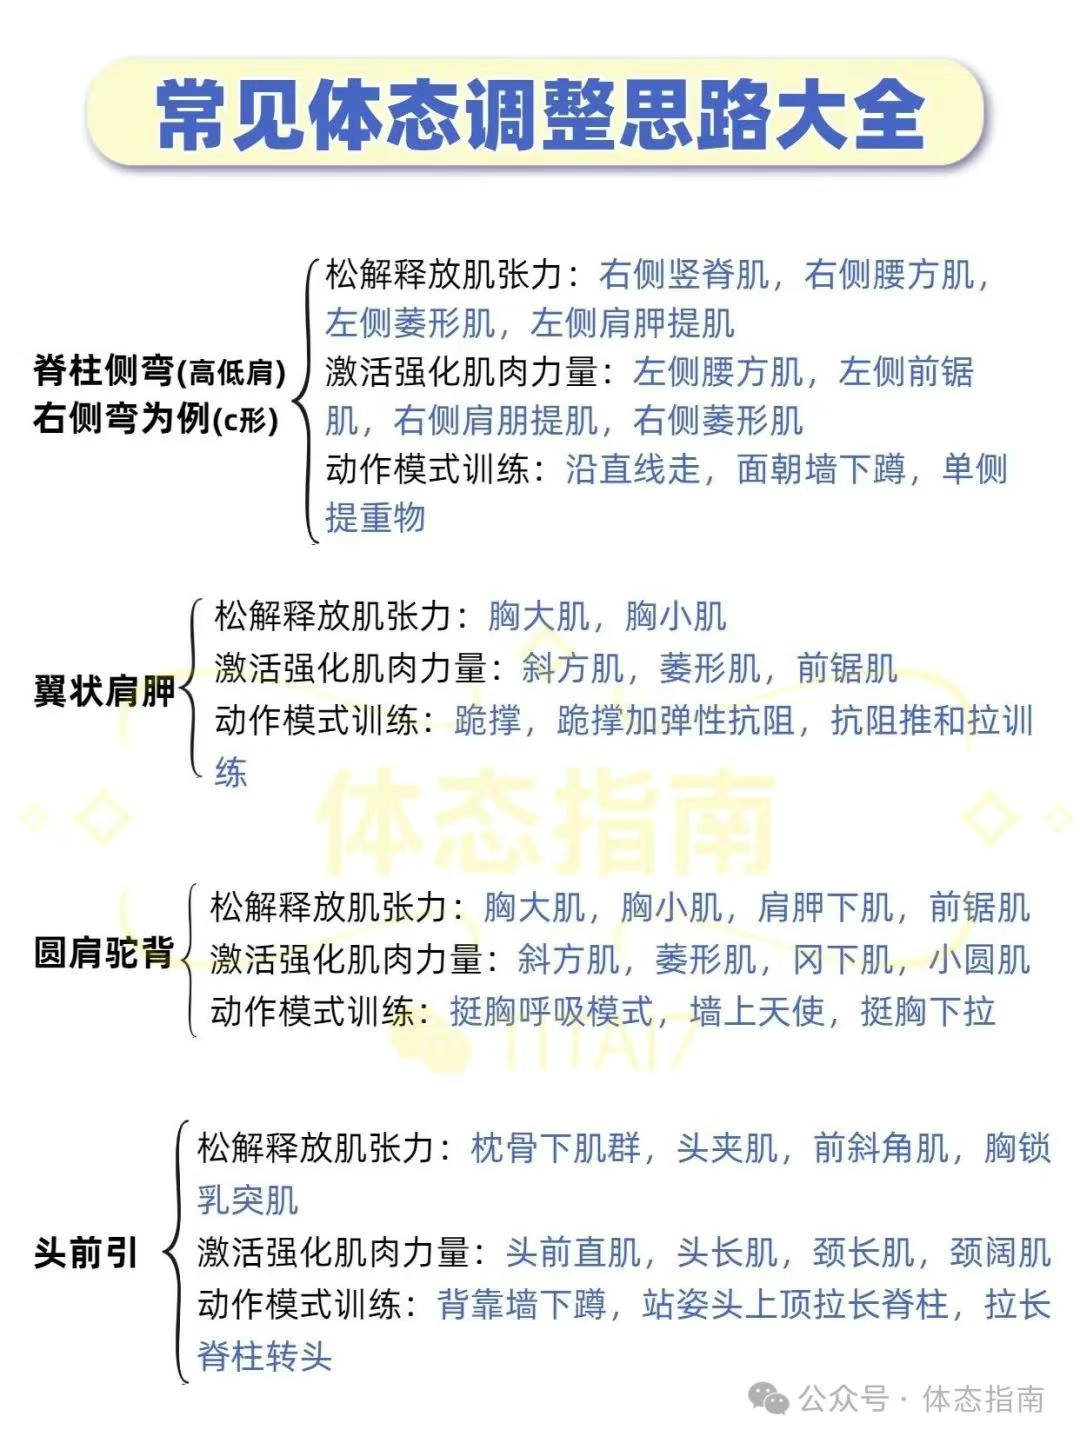 常见体态调整思路大全
松解释放肌张力：右侧竖脊肌，右侧腰方肌，
左侧萎形肌，左侧肩胛提肌
脊柱侧弯(高低肩)
右侧弯为例(c形)
激活强化肌肉力量：左侧腰方肌，左侧前锯
肌，右侧肩朋提肌，右侧萎形肌
动作模式训练：沿直线走，面朝墙下蹲，单侧
提重物
翼状肩胛
松解释放肌张力：胸大肌，胸小肌
激活强化肌肉力量：斜方肌，萎形肌，前锯肌
动作模式训练：跪撑，跪撑加弹性抗阻，抗阻推和拉训
练
体态指南
圆肩驼背
松解释放肌张力：胸大肌，胸小肌，肩胛下肌，前锯肌
激活强化肌肉力量：斜方肌，萎形肌，冈下肌，小圆肌
动作模式训练：挺胸呼吸模式，墙上天使，挺胸下拉
头前引
松解释放肌张力：枕骨下肌群，头夹肌，前斜角肌，胸锁
乳突肌
激活强化肌肉力量：头前直肌，头长肌，颈长肌，颈阔肌
动作模式训练：背靠墙下蹲，站姿头上顶拉长脊柱，拉长
脊柱转头
公众号·体态指南